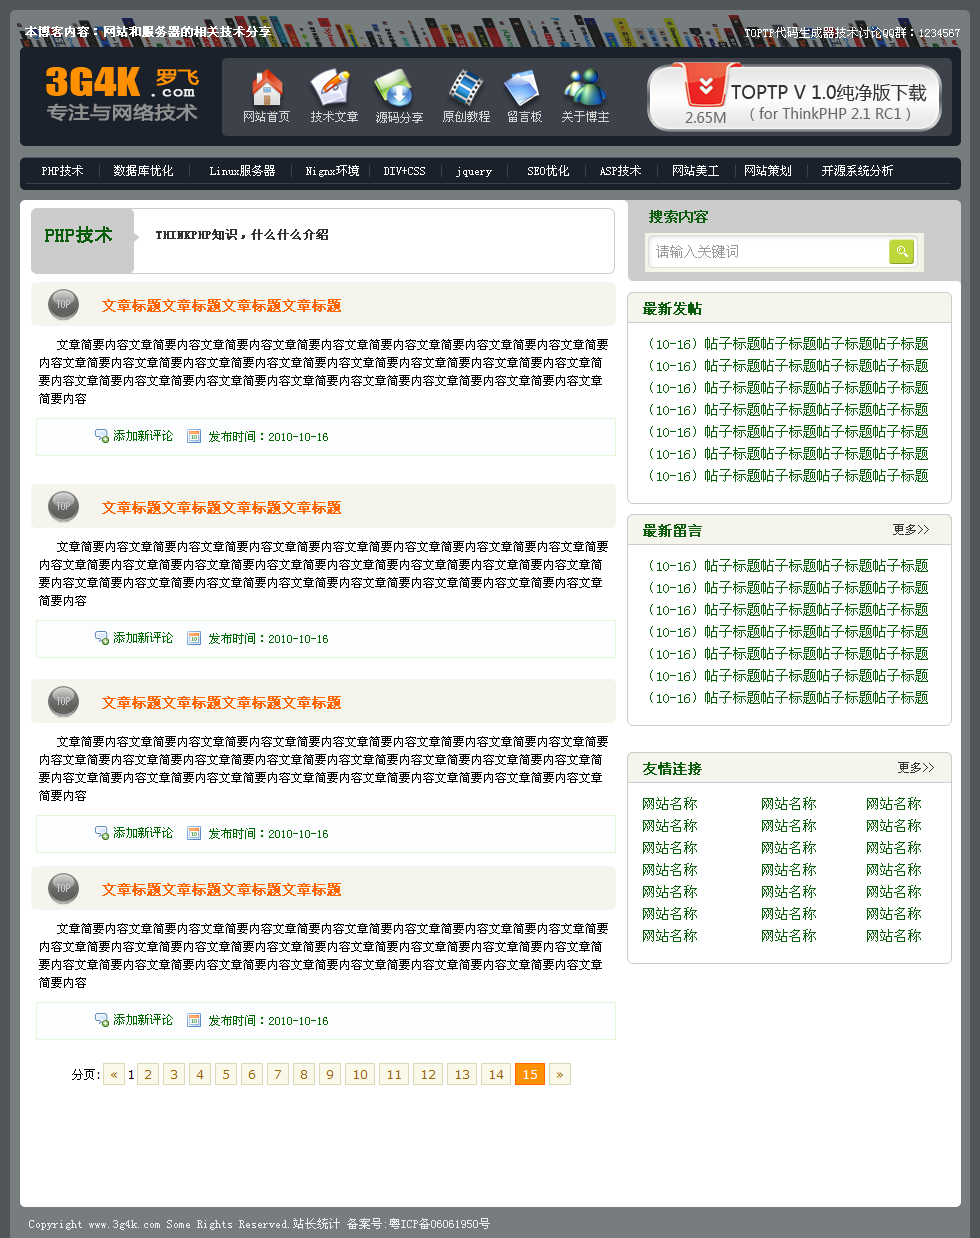 本博客内容：网站和服务器的相关技术分享
TOPTP代码生成器技术讨论QQ群：1234567
3G4K 罗飞
.com
专注与网络技术
网站首页 技术文章 源码分享 原创教程 留言板 关于博主
TOPTP V 1.0纯净版下载
2.65M ( for ThinkPHP 2.1 RC1 )
PHP技术 数据库优化 Linux服务器 Nignx环境 DIV+CSS jquery SEO优化 ASP技术 网站美工 网站策划 开源系统分析
PHP技术
THINKPHP知识，什么什么介绍
TOP 文章标题文章标题文章标题文章标题
文章简要内容文章简要内容文章简要内容文章简要内容文章简要内容文章简要内容文章简要
内容文章简要内容文章简要内容文章简要内容文章简要内容文章简要内容文章简要内容文章简
要内容文章简要内容文章简要内容文章简要内容文章简要内容文章简要内容文章简要内容文章
简要内容
添加新评论 发布时间：2010-10-16
TOP 文章标题文章标题文章标题文章标题
文章简要内容文章简要内容文章简要内容文章简要内容文章简要内容文章简要内容文章简要
内容文章简要内容文章简要内容文章简要内容文章简要内容文章简要内容文章简要内容文章简
要内容文章简要内容文章简要内容文章简要内容文章简要内容文章简要内容文章简要内容文章
简要内容
添加新评论 发布时间：2010-10-16
TOP 文章标题文章标题文章标题文章标题
文章简要内容文章简要内容文章简要内容文章简要内容文章简要内容文章简要内容文章简要
内容文章简要内容文章简要内容文章简要内容文章简要内容文章简要内容文章简要内容文章简
要内容文章简要内容文章简要内容文章简要内容文章简要内容文章简要内容文章简要内容文章
简要内容
添加新评论 发布时间：2010-10-16
TOP 文章标题文章标题文章标题文章标题
文章简要内容文章简要内容文章简要内容文章简要内容文章简要内容文章简要内容文章简要
内容文章简要内容文章简要内容文章简要内容文章简要内容文章简要内容文章简要内容文章简
要内容文章简要内容文章简要内容文章简要内容文章简要内容文章简要内容文章简要内容文章
简要内容
添加新评论 发布时间：2010-10-16
分页: « 1 2 3 4 5 6 7 8 9 10 11 12 13 14 15 »
搜索内容
请输入关键词
最新发帖
（10-16）帖子标题帖子标题帖子标题帖子标题
（10-16）帖子标题帖子标题帖子标题帖子标题
（10-16）帖子标题帖子标题帖子标题帖子标题
（10-16）帖子标题帖子标题帖子标题帖子标题
（10-16）帖子标题帖子标题帖子标题帖子标题
（10-16）帖子标题帖子标题帖子标题帖子标题
（10-16）帖子标题帖子标题帖子标题帖子标题
最新留言 更多>>
（10-16）帖子标题帖子标题帖子标题帖子标题
（10-16）帖子标题帖子标题帖子标题帖子标题
（10-16）帖子标题帖子标题帖子标题帖子标题
（10-16）帖子标题帖子标题帖子标题帖子标题
（10-16）帖子标题帖子标题帖子标题帖子标题
（10-16）帖子标题帖子标题帖子标题帖子标题
（10-16）帖子标题帖子标题帖子标题帖子标题
友情连接 更多>>
网站名称 网站名称 网站名称
网站名称 网站名称 网站名称
网站名称 网站名称 网站名称
网站名称 网站名称 网站名称
网站名称 网站名称 网站名称
网站名称 网站名称 网站名称
网站名称 网站名称 网站名称
Copyright www.3g4k.com Some Rights Reserved.站长统计 备案号:粤ICP备06061950号